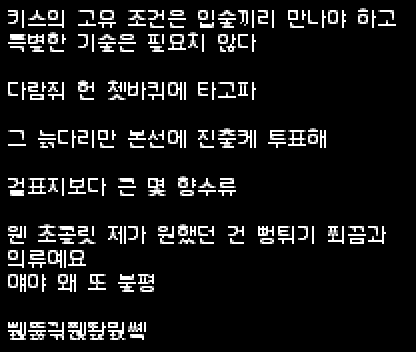 키스의 고유 조건은 입술끼리 만나야 하고
특별한 기술은 필요치 않다
다람쥐 헌 쳇바퀴에 타고파
그 늙다리만 본선에 진출케 투표해
겉표지보다 큰 몇 향수류
웬 초콜릿 제가 원했던 건 뻥튀기 쬐끔과
의류예요
얘야 왜 또 불평